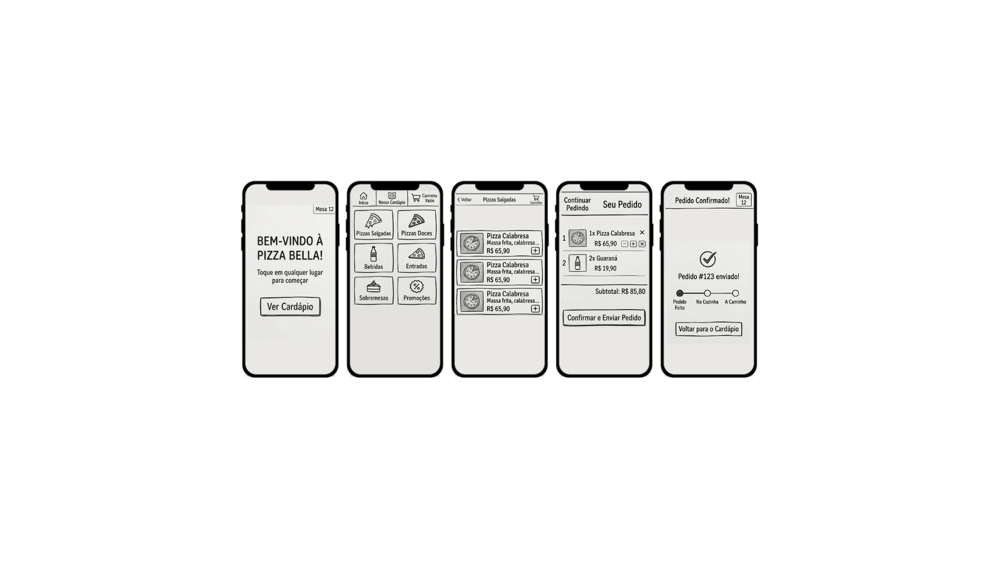 Mesa 12
BEM-VINDO À
PIZZA BELLA!
Toque em qualquer lugar
para começar
Ver Cardápio
Início
Nosso Cardápio
Carrinho
Vazio
Pizzas Salgadas
Pizzas Doces
Bebidas
Entradas
Sobremesas
Promoções
Voltar
Pizzas Salgadas
Carrinho
Pizza Calabresa
Massa frita, calabresa...
R$ 65,90
Pizza Calabresa
Massa frita, calabresa...
R$ 65,90
Pizza Calabresa
Massa frita, calabresa...
R$ 65,90
Continuar
Pedindo
Seu Pedido
1
1x Pizza Calabresa
R$ 65,90
2
2x Guaraná
R$ 19,90
Subtotal: R$ 85,80
Confirmar e Enviar Pedido
Pedido Confirmado!
Mesa
12
Pedido #123 enviado!
Pedido
Feito
Na Cozinha
A Caminho
Voltar para o Cardápio